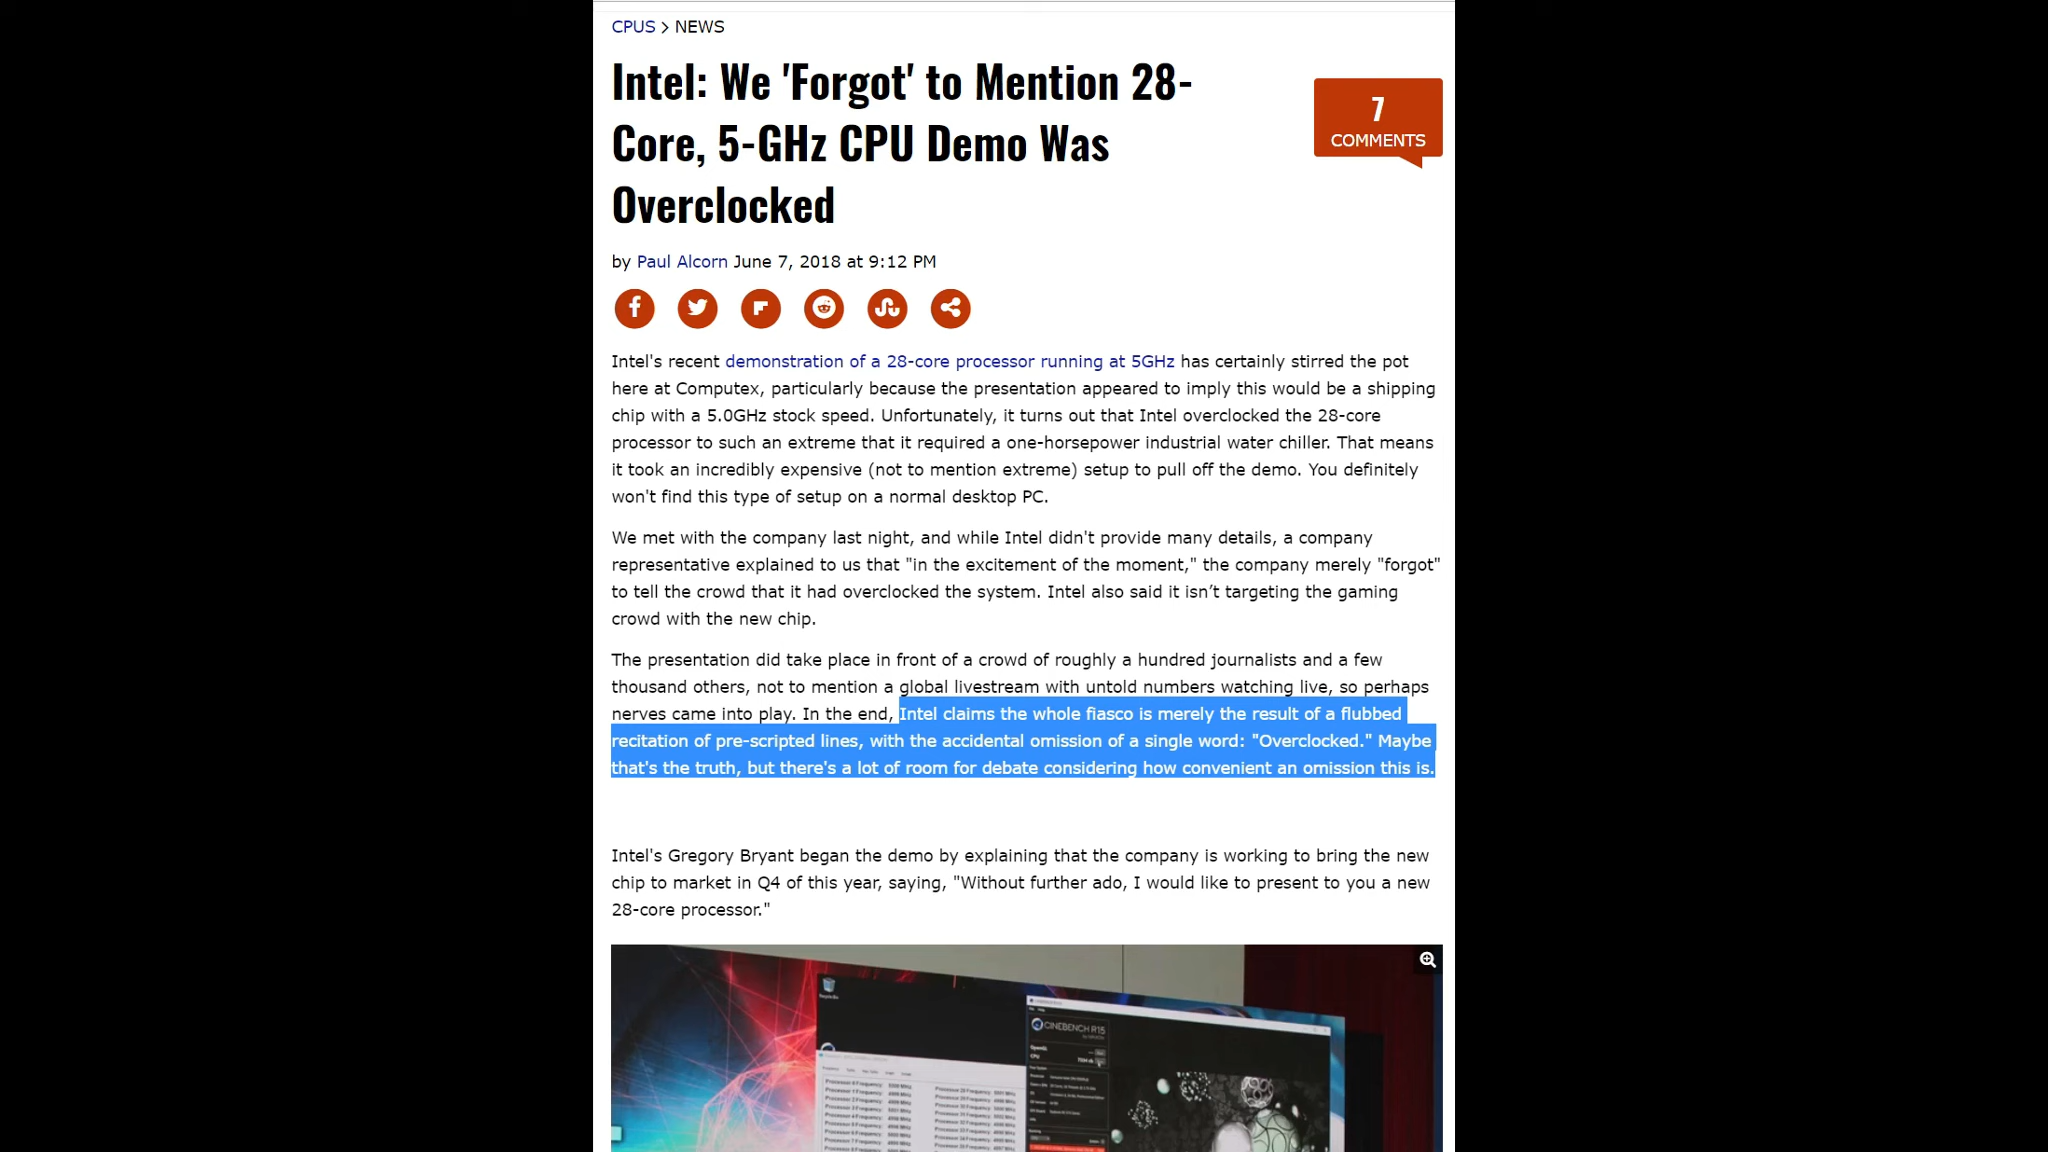 CPUS > NEWS
Intel: We 'Forgot' to Mention 28-
Core, 5-GHz CPU Demo Was
Overclocked
7
COMMENTS
by Paul Alcorn June 7, 2018 at 9:12 PM
Intel's recent demonstration of a 28-core processor running at 5GHz has certainly stirred the pot
here at Computex, particularly because the presentation appeared to imply this would be a shipping
chip with a 5.0GHz stock speed. Unfortunately, it turns out that Intel overclocked the 28-core
processor to such an extreme that it required a one-horsepower industrial water chiller. That means
it took an incredibly expensive (not to mention extreme) setup to pull off the demo. You definitely
won't find this type of setup on a normal desktop PC.
We met with the company last night, and while Intel didn't provide many details, a company
representative explained to us that "in the excitement of the moment," the company merely "forgot"
to tell the crowd that it had overclocked the system. Intel also said it isn’t targeting the gaming
crowd with the new chip.
The presentation did take place in front of a crowd of roughly a hundred journalists and a few
thousand others, not to mention a global livestream with untold numbers watching live, so perhaps
nerves came into play. In the end, Intel claims the whole fiasco is merely the result of a flubbed
recitation of pre-scripted lines, with the accidental omission of a single word: "Overclocked." Maybe
that's the truth, but there's a lot of room for debate considering how convenient an omission this is.
Intel's Gregory Bryant began the demo by explaining that the company is working to bring the new
chip to market in Q4 of this year, saying, "Without further ado, I would like to present to you a new
28-core processor."
CINEBENCH R15
OpenGL
CPU